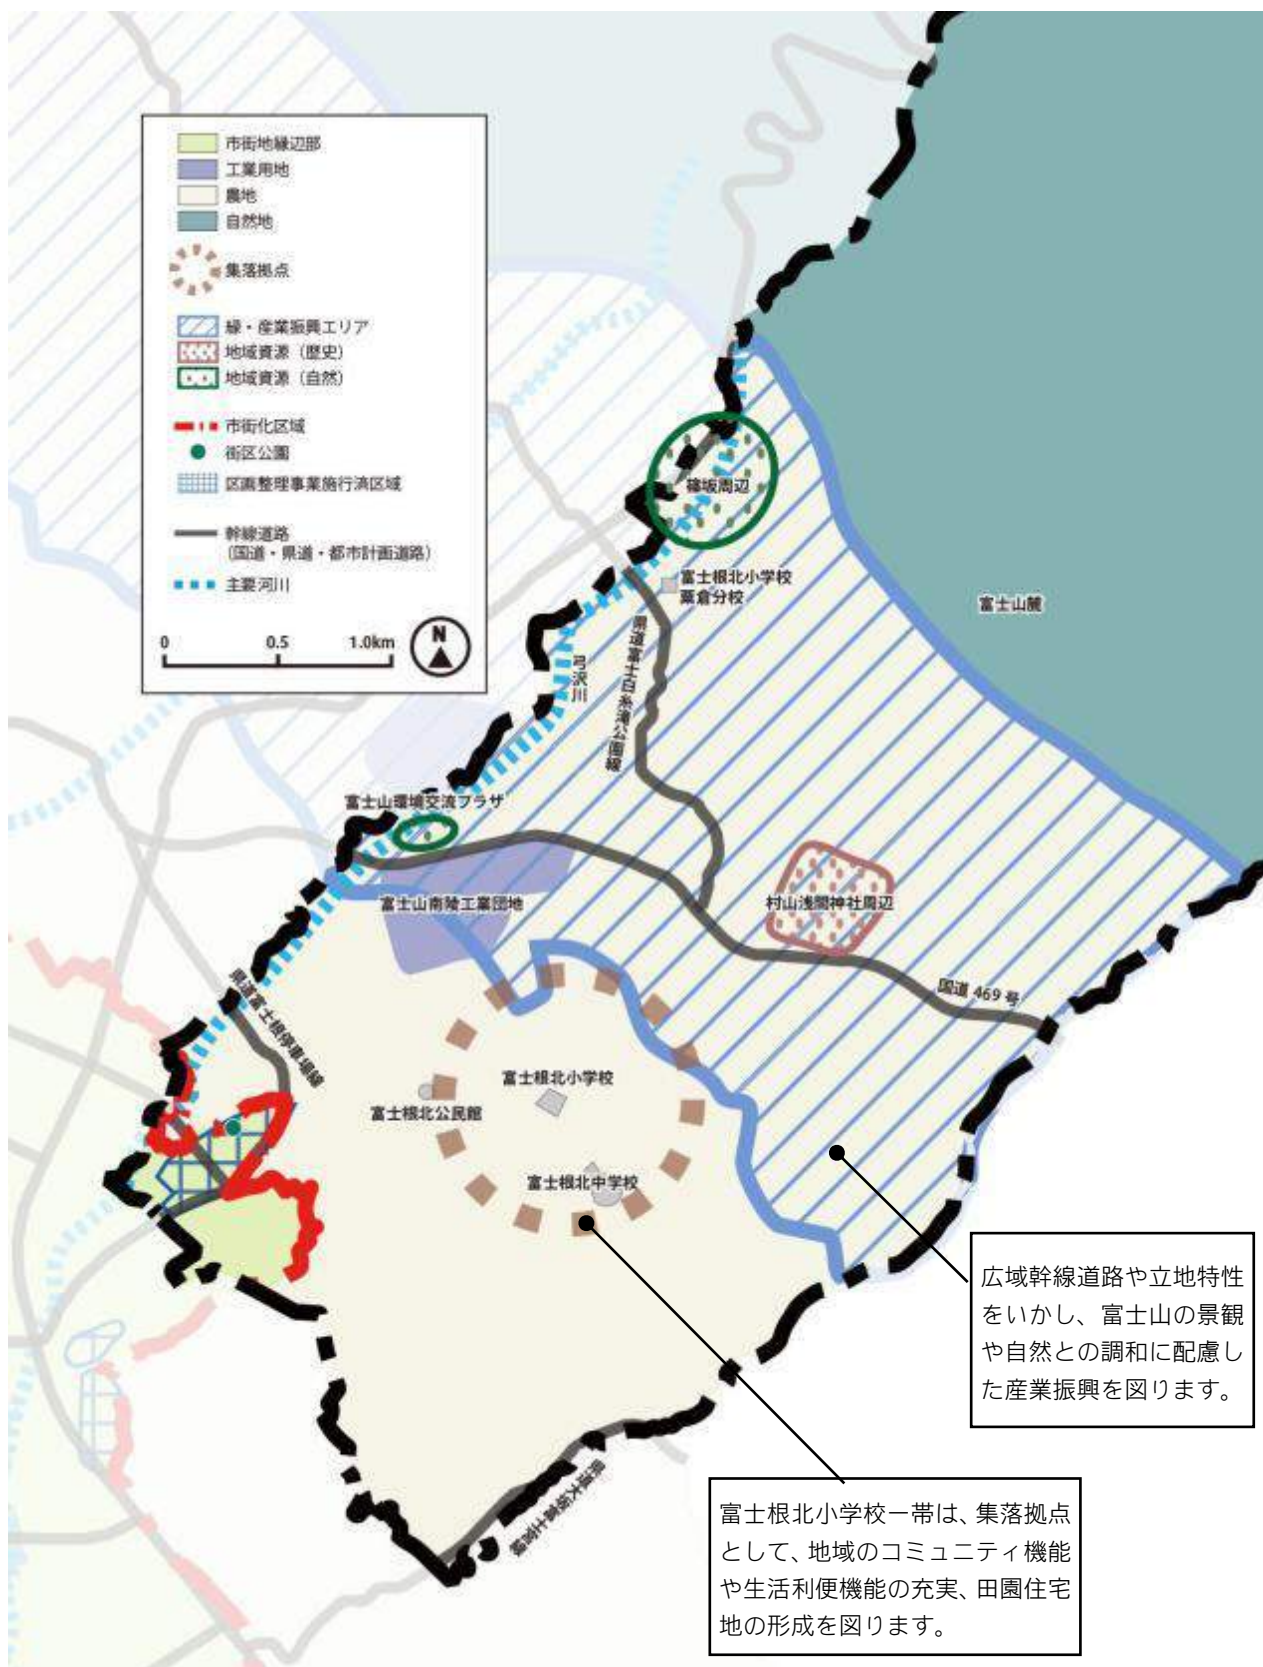 市街地縁辺部
工業用地
農地
自然地
集落拠点
緑・産業振興エリア
地域資源（歴史）
地域資源（自然）
市街化区域
街区公園
区画整理事業施行済区域
幹線道路
（国道・県道・都市計画道路）
主要河川
0 0.5 1.0km
N
篠坂周辺
富士根北小学校
粟倉分校
富士山麓
県道富士白糸滝公園線
弓沢川
富士山環境交流プラザ
富士山南陵工業団地
村山浅間神社周辺
国道 469 号
県道富士根停車場線
富士根北小学校
富士根北公民館
富士根北中学校
県道大坂富士宮線
広域幹線道路や立地特性
をいかし、富士山の景観
や自然との調和に配慮し
た産業振興を図ります。
富士根北小学校一帯は、集落拠点
として、地域のコミュニティ機能
や生活利便機能の充実、田園住宅
地の形成を図ります。